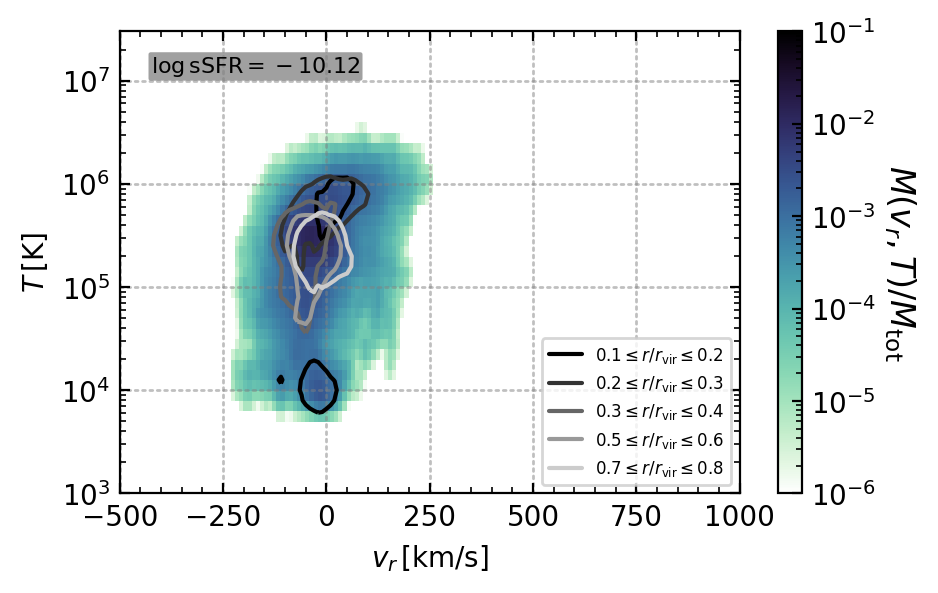 log sSFR = −10.12
10⁷
10⁶
10⁵
10⁴
10³
T [K]
−500 −250 0 250 500 750 1000
v_r [km/s]
0.1 ≤ r/r_vir ≤ 0.2
0.2 ≤ r/r_vir ≤ 0.3
0.3 ≤ r/r_vir ≤ 0.4
0.5 ≤ r/r_vir ≤ 0.6
0.7 ≤ r/r_vir ≤ 0.8
10⁻¹
10⁻²
10⁻³
10⁻⁴
10⁻⁵
10⁻⁶
M(v_r, T)/M_tot